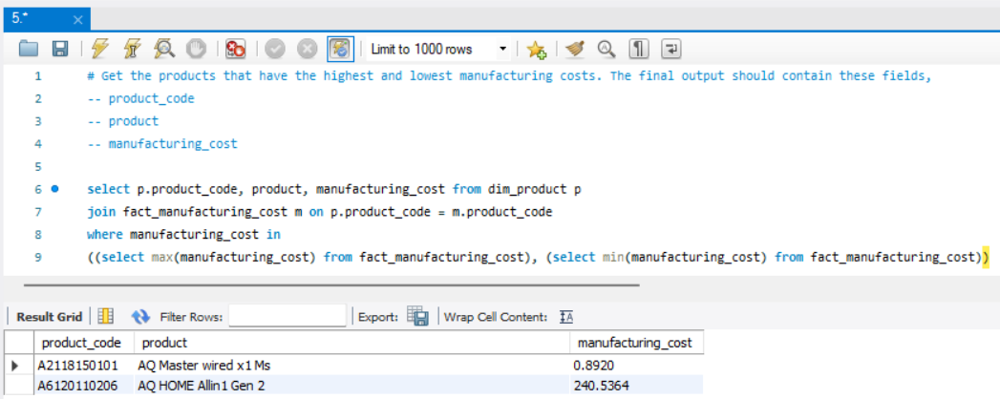 5.*
Limit to 1000 rows
1 # Get the products that have the highest and lowest manufacturing costs. The final output should contain these fields,
2 -- product_code
3 -- product
4 -- manufacturing_cost
5
6 select p.product_code, product, manufacturing_cost from dim_product p
7 join fact_manufacturing_cost m on p.product_code = m.product_code
8 where manufacturing_cost in
9 ((select max(manufacturing_cost) from fact_manufacturing_cost), (select min(manufacturing_cost) from fact_manufacturing_cost))
Result Grid Filter Rows: Export: Wrap Cell Content: IA
product_code product manufacturing_cost
A2118150101 AQ Master wired x1 Ms 0.8920
A6120110206 AQ HOME Allin1 Gen 2 240.5364